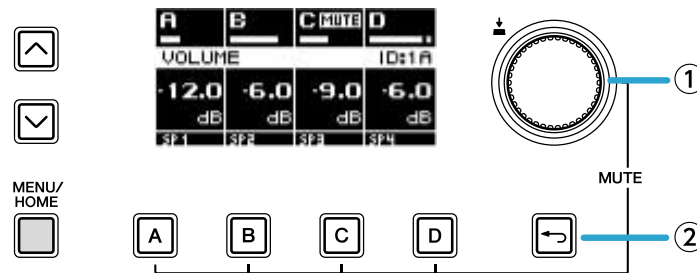 A B C MUTE D
VOLUME ID:1A
-12.0 -6.0 -9.0 -6.0
dB dB dB dB
SP1 SP2 SP3 SP4
1
MENU/
HOME
MUTE
A B C D
2